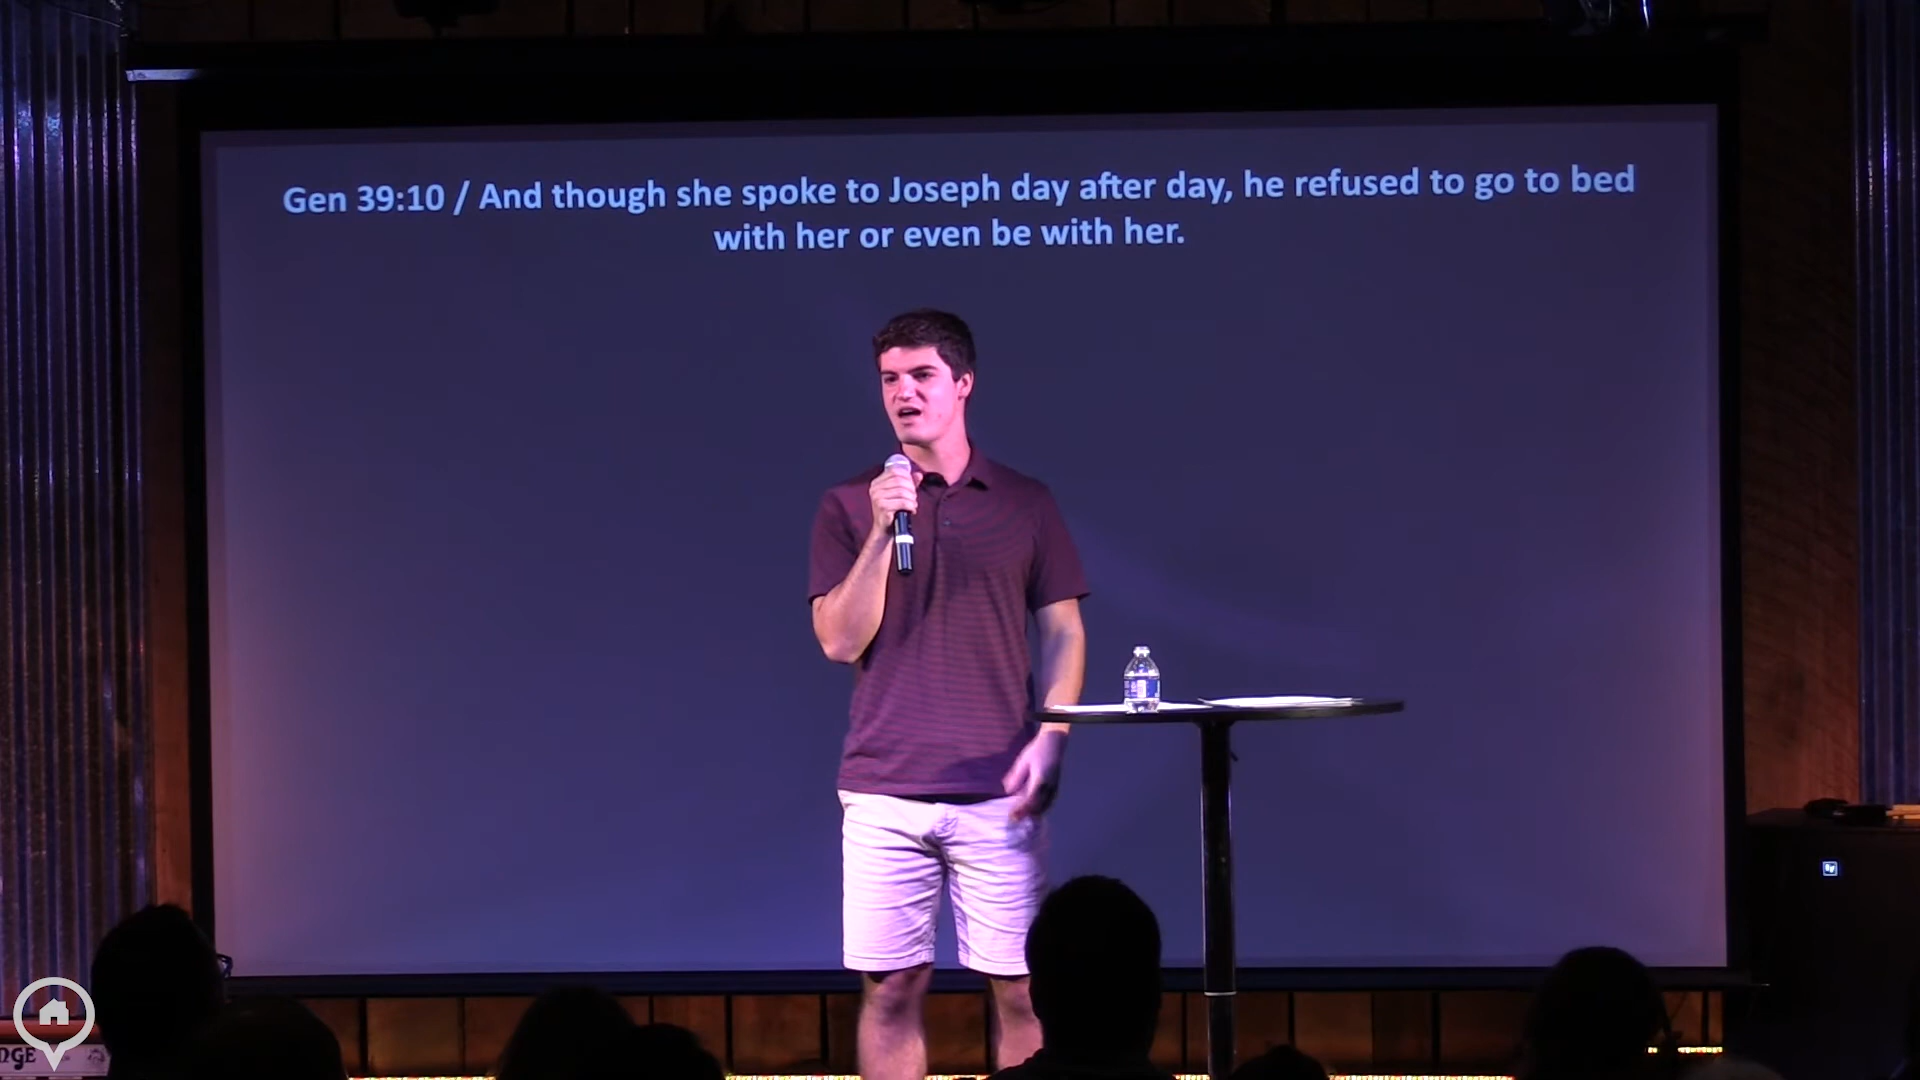 Gen 39:10 / And though she spoke to Joseph day after day, he refused to go to bed
with her or even be with her.
NGE